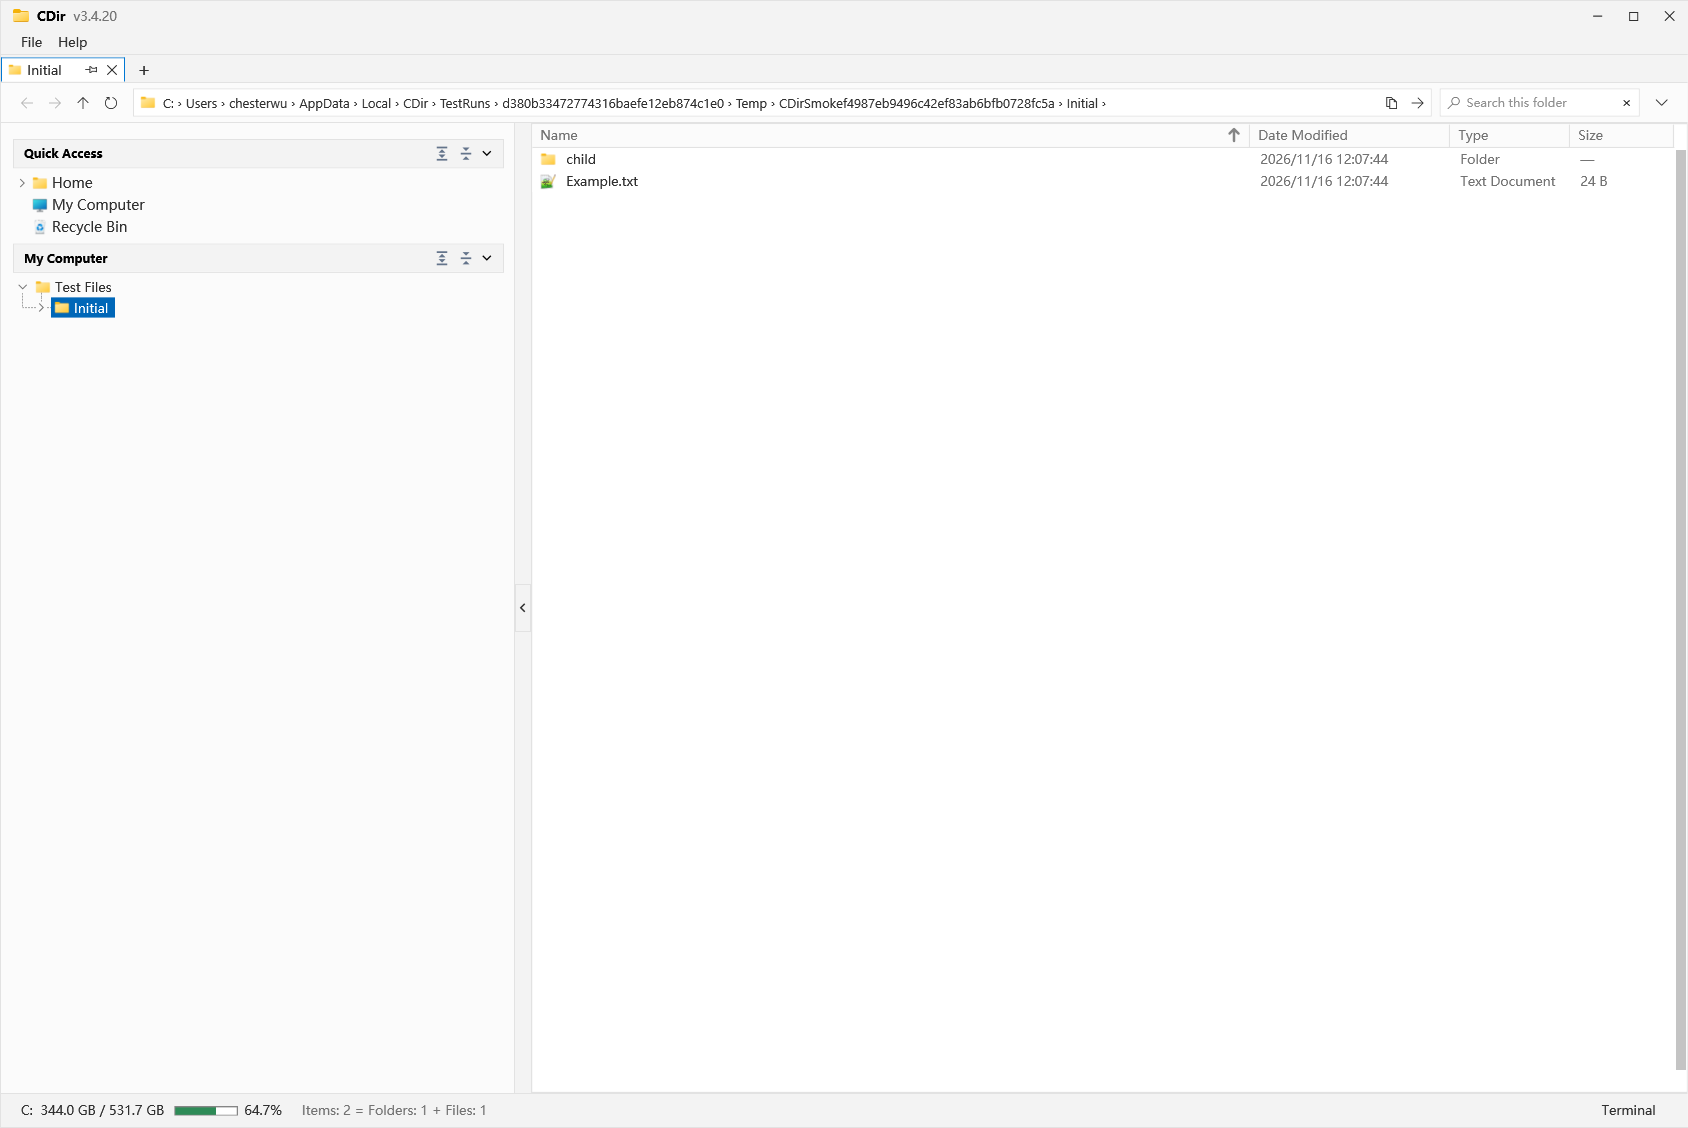 CDir v3.4.20
File Help
Initial
C: › Users › chesterwu › AppData › Local › CDir › TestRuns › d380b33472774316baefe12eb874c1e0 › Temp › CDirSmokef4987eb9496c42ef83ab6bfb0728fc5a › Initial ›
Search this folder
Quick Access
Home
My Computer
Recycle Bin
My Computer
Test Files
Initial
Name Date Modified Type Size
child 2026/11/16 12:07:44 Folder —
Example.txt 2026/11/16 12:07:44 Text Document 24 B
C: 344.0 GB / 531.7 GB 64.7% Items: 2 = Folders: 1 + Files: 1 Terminal